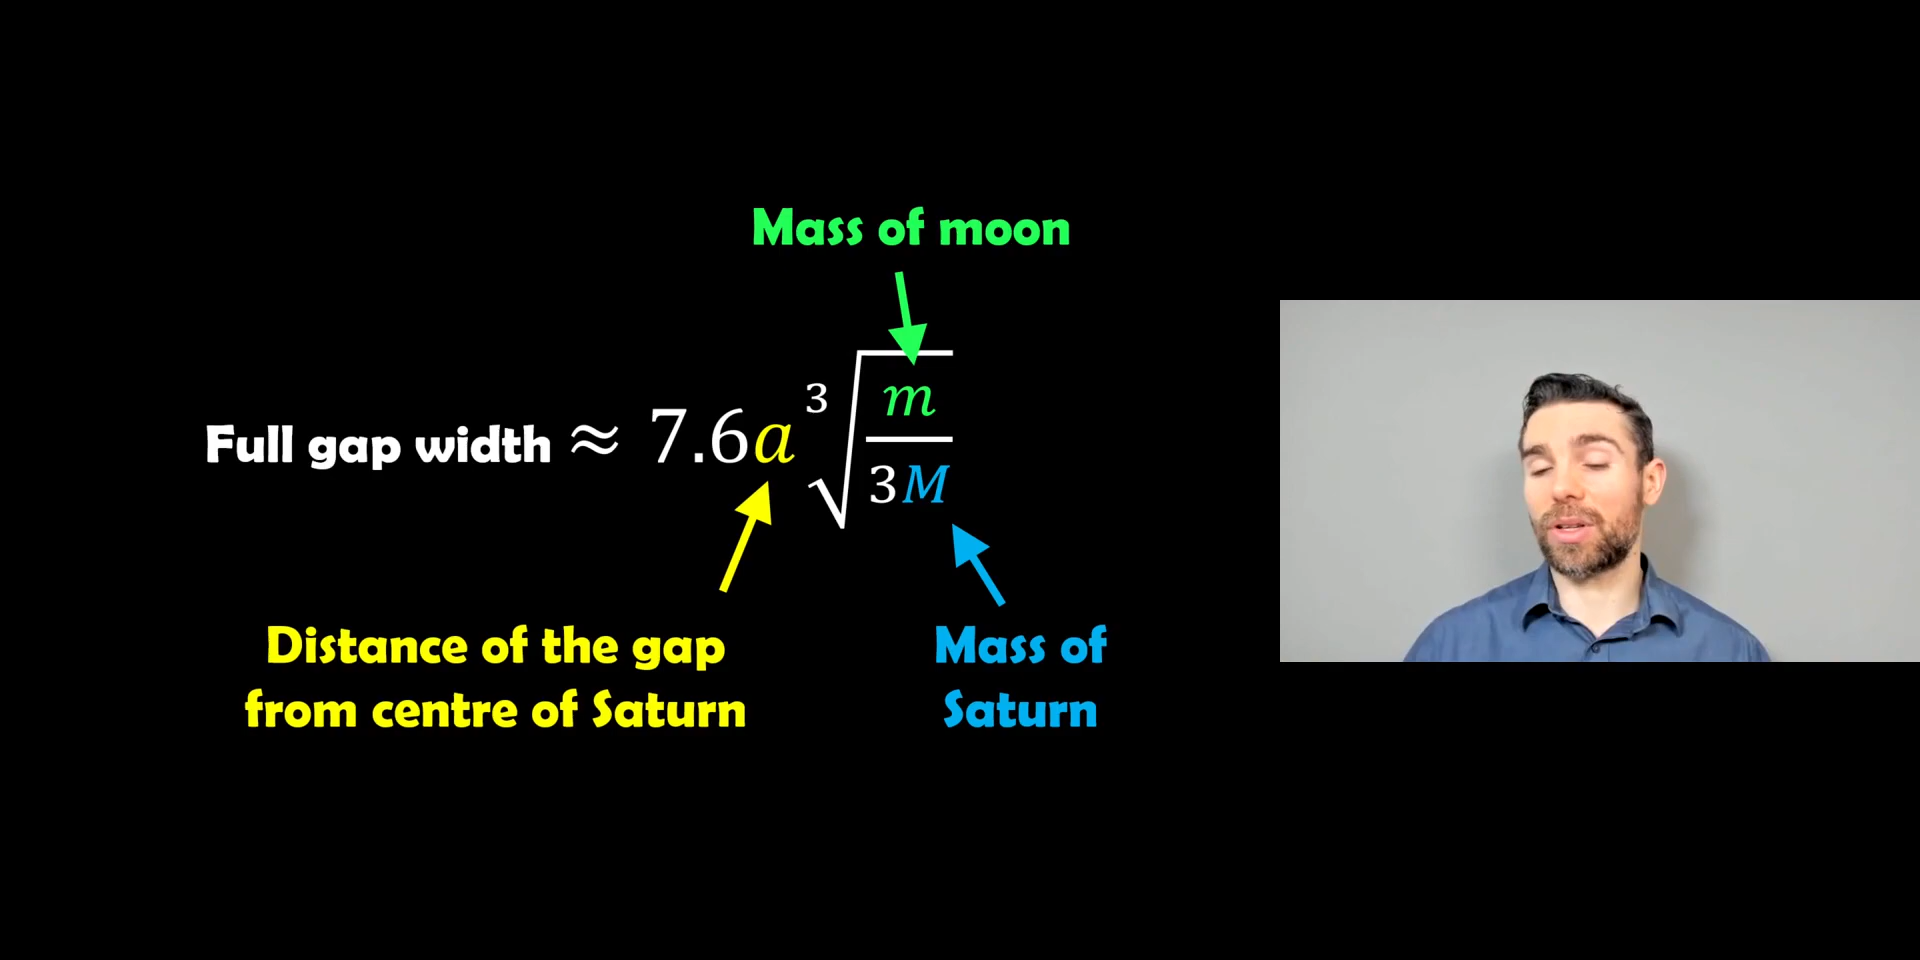 Mass of moon
Full gap width ≈ 7.6a ∛(m/3M)
Distance of the gap
from centre of Saturn
Mass of
Saturn